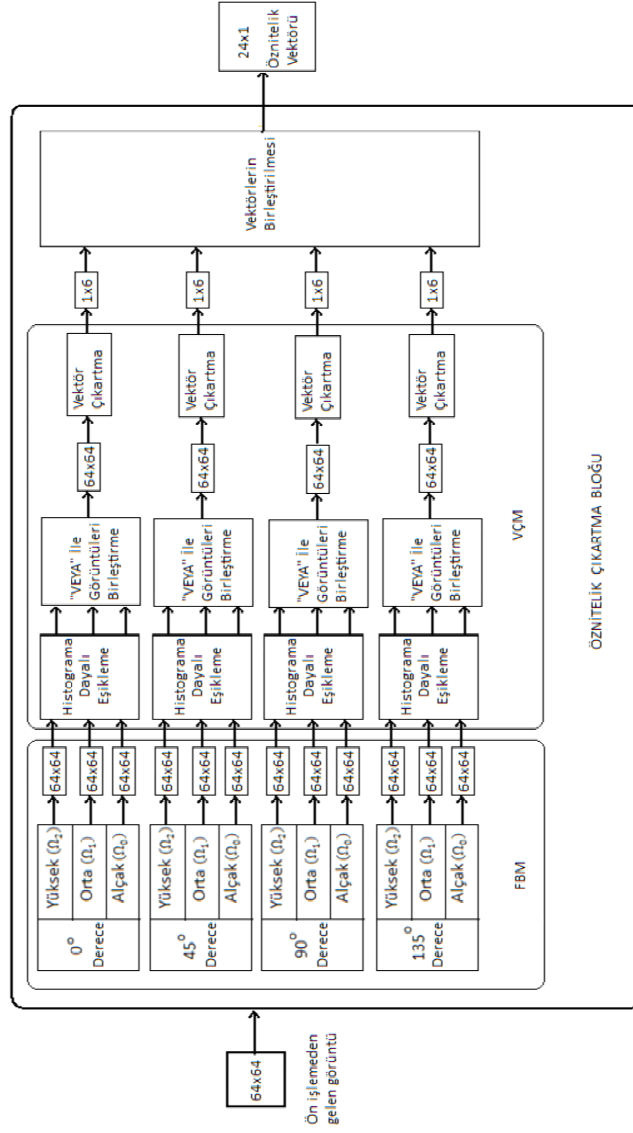 64x64
Ön işlemeden
gelen görüntü
0° Derece
Yüksek (Ω₂)
Orta (Ω₁)
Alçak (Ω₀)
45° Derece
Yüksek (Ω₂)
Orta (Ω₁)
Alçak (Ω₀)
90° Derece
Yüksek (Ω₂)
Orta (Ω₁)
Alçak (Ω₀)
135° Derece
Yüksek (Ω₂)
Orta (Ω₁)
Alçak (Ω₀)
FBM
64x64
64x64
64x64
64x64
64x64
64x64
64x64
64x64
64x64
64x64
64x64
64x64
Histograma
Dayalı
Eşikleme
Histograma
Dayalı
Eşikleme
Histograma
Dayalı
Eşikleme
Histograma
Dayalı
Eşikleme
"VEYA" İle
Görüntüleri
Birleştirme
"VEYA" İle
Görüntüleri
Birleştirme
"VEYA" İle
Görüntüleri
Birleştirme
"VEYA" İle
Görüntüleri
Birleştirme
64x64
64x64
64x64
64x64
Vektör
Çıkartma
Vektör
Çıkartma
Vektör
Çıkartma
Vektör
Çıkartma
VÇM
1x6
1x6
1x6
1x6
Vektörlerin
Birleştirilmesi
24x1
Öznitelik
Vektörü
ÖZNİTELİK ÇIKARTMA BLOĞU